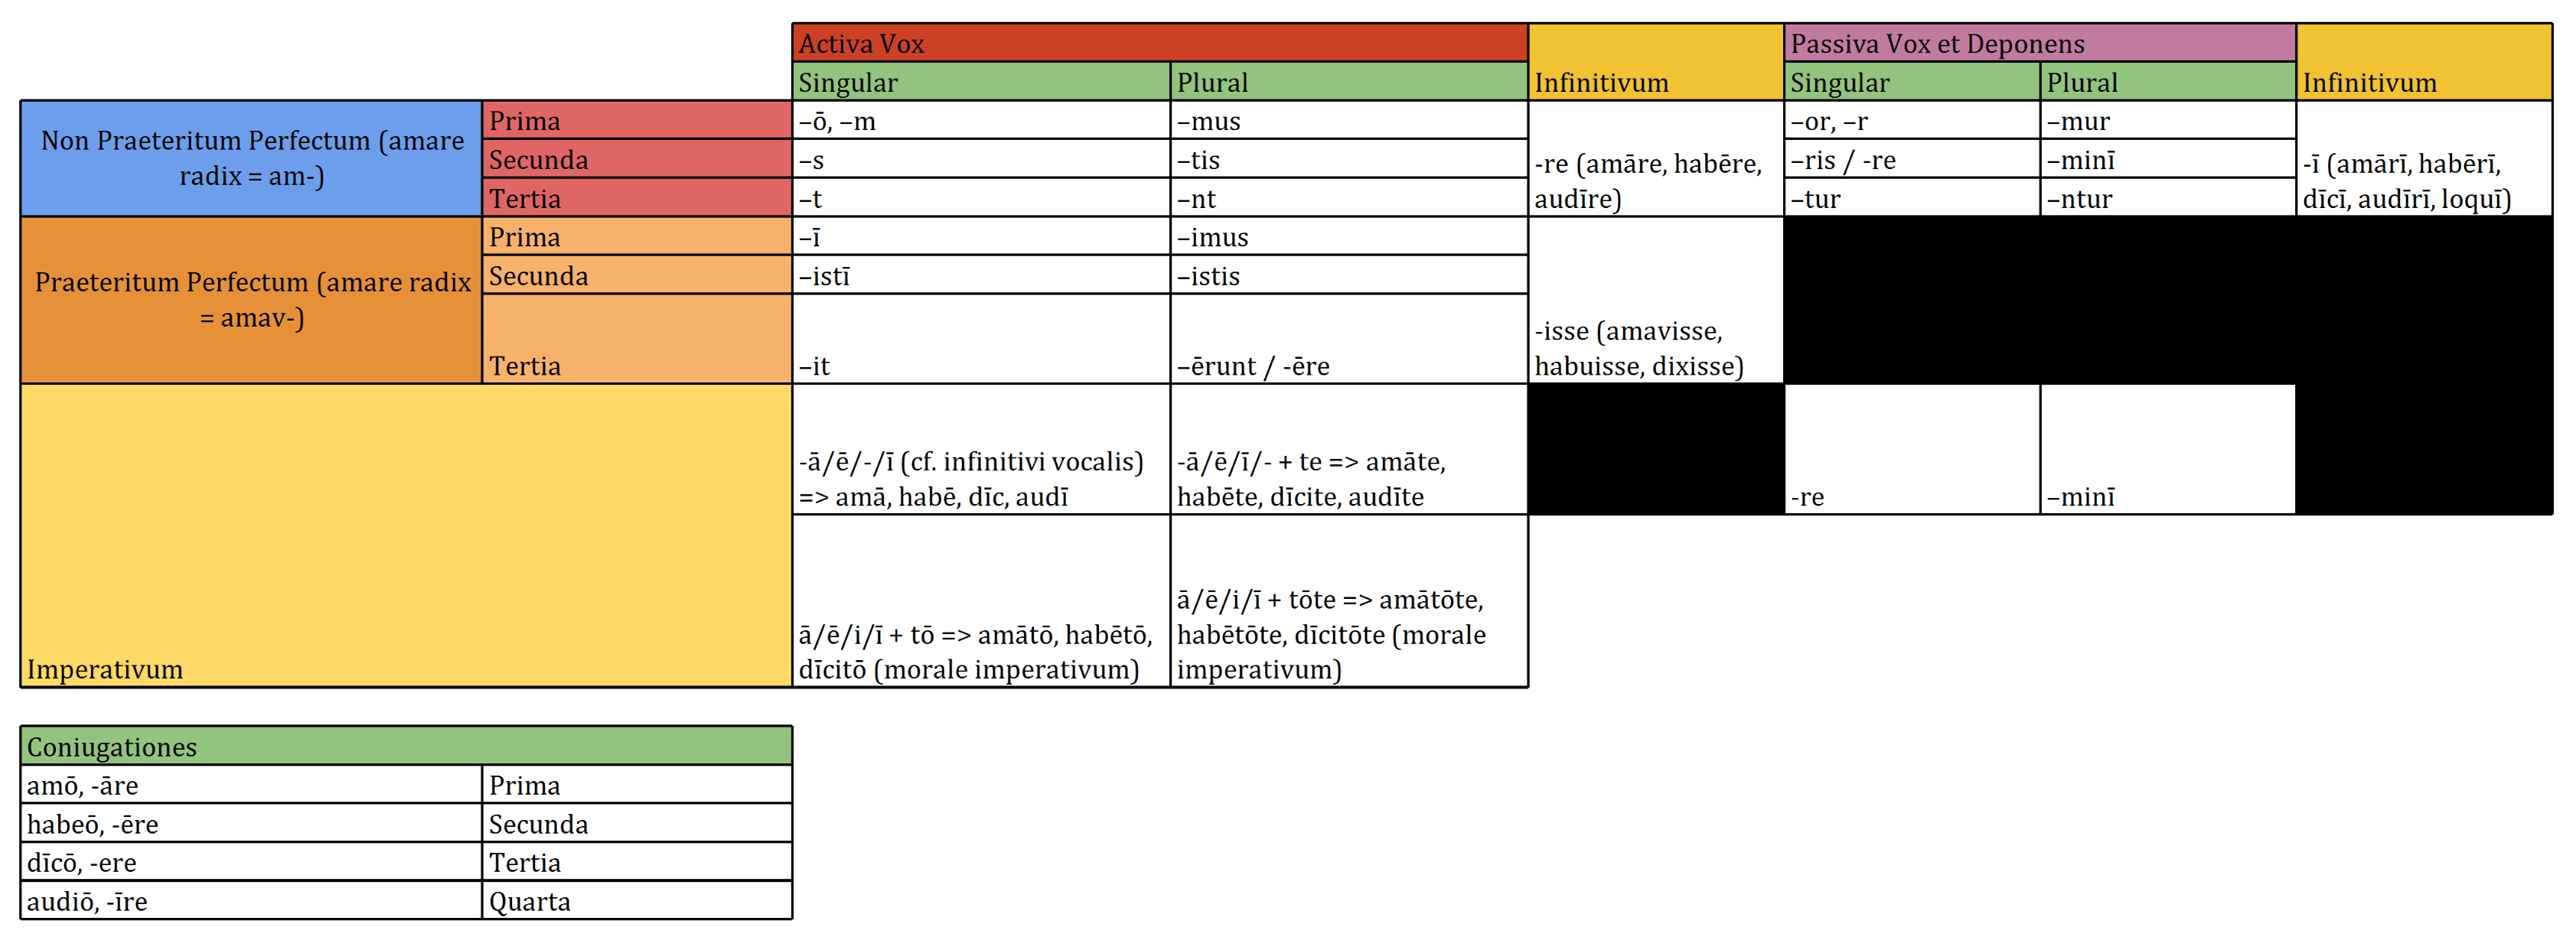 Activa Vox
Infinitivum
Passiva Vox et Deponens
Infinitivum
Singular
Plural
Singular
Plural
Non Praeteritum Perfectum (amare
radix = am-)
Prima
–ō, –m
–mus
-re (amāre, habēre,
audīre)
–or, –r
–mur
-ī (amārī, habērī,
dīcī, audīrī, loquī)
Secunda
–s
–tis
–ris / -re
–minī
Tertia
–t
–nt
–tur
–ntur
Praeteritum Perfectum (amare radix
= amav-)
Prima
–ī
–imus
-isse (amavisse,
habuisse, dixisse)
Secunda
–istī
–istis
Tertia
–it
–ērunt / -ēre
Imperativum
-ā/ē/-/ī (cf. infinitivi vocalis)
=> amā, habē, dīc, audī
-ā/ē/ī/- + te => amāte,
habēte, dīcite, audīte
-re
–minī
ā/ē/i/ī + tō => amātō, habētō,
dīcitō (morale imperativum)
ā/ē/i/ī + tōte => amātōte,
habētōte, dīcitōte (morale
imperativum)
Coniugationes
amō, -āre
Prima
habeō, -ēre
Secunda
dīcō, -ere
Tertia
audiō, -īre
Quarta